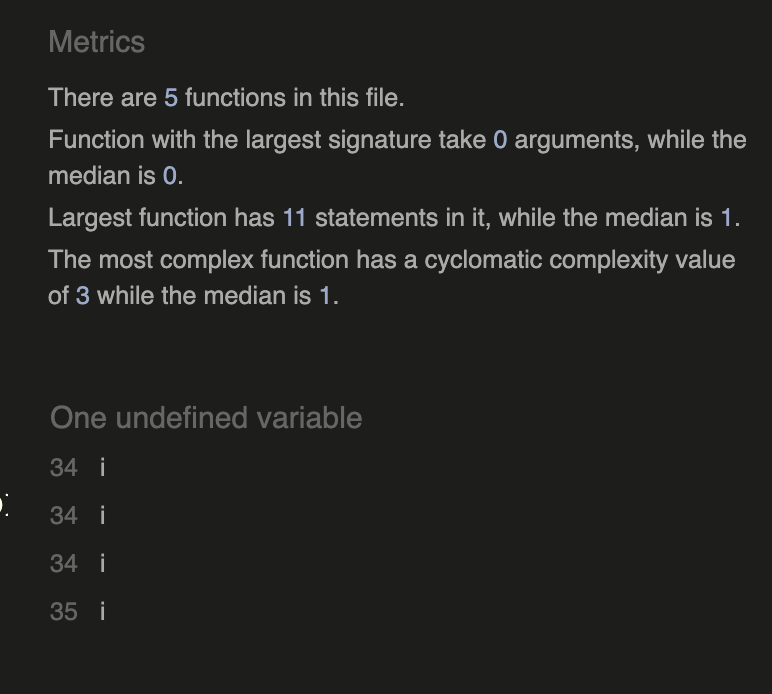 Metrics
There are 5 functions in this file.
Function with the largest signature take 0 arguments, while the
median is 0.
Largest function has 11 statements in it, while the median is 1.
The most complex function has a cyclomatic complexity value
of 3 while the median is 1.
One undefined variable
34 i
34 i
34 i
35 i